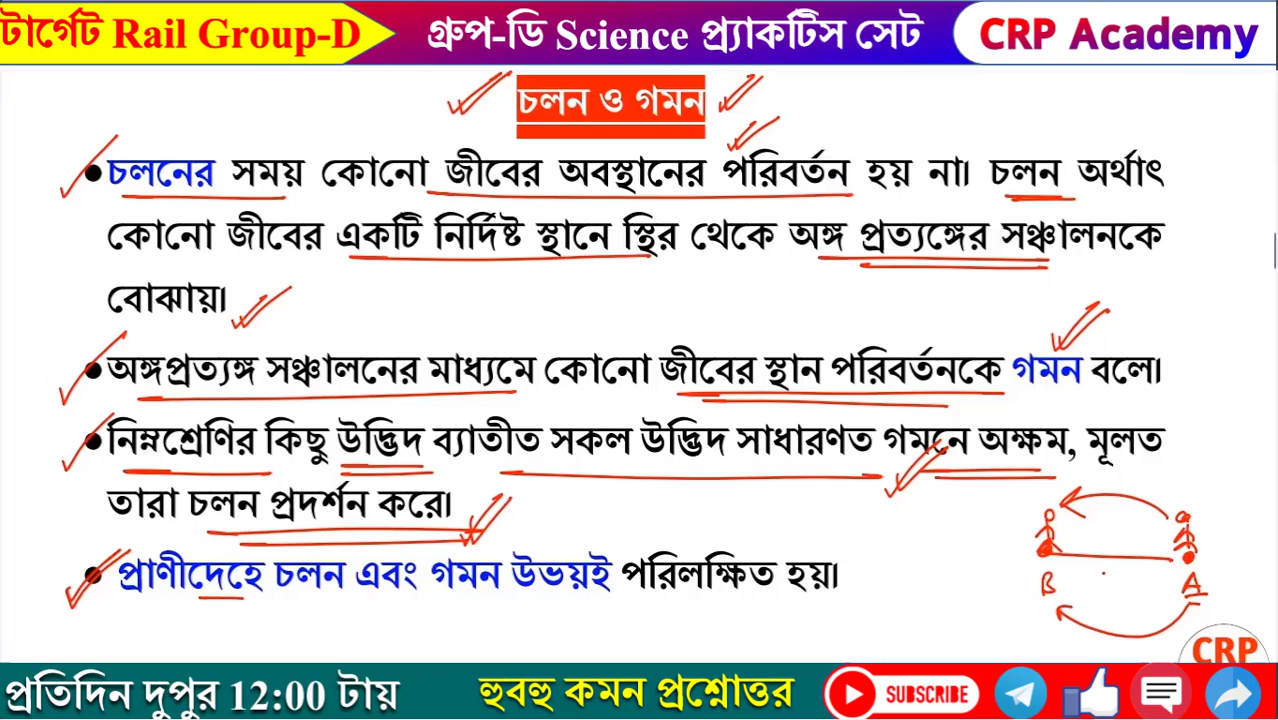 টার্গেট Rail Group-D
গ্রুপ-ডি Science প্র্যাকটিস সেট
CRP Academy
চলন ও গমন
●চলনের সময় কোনো জীবের অবস্থানের পরিবর্তন হয় না। চলন অর্থাৎ
কোনো জীবের একটি নির্দিষ্ট স্থানে স্থির থেকে অঙ্গ প্রত্যঙ্গের সঞ্চালনকে
বোঝায়।
●অঙ্গপ্রত্যঙ্গ সঞ্চালনের মাধ্যমে কোনো জীবের স্থান পরিবর্তনকে গমন বলে।
●নিম্নশ্রেণির কিছু উদ্ভিদ ব্যাতীত সকল উদ্ভিদ সাধারণত গমনে অক্ষম, মূলত
তারা চলন প্রদর্শন করে।
● প্রাণীদেহে চলন এবং গমন উভয়ই পরিলক্ষিত হয়।
B A
CRP
প্রতিদিন দুপুর 12:00 টায়
হুবহু কমন প্রশ্নোত্তর
SUBSCRIBE